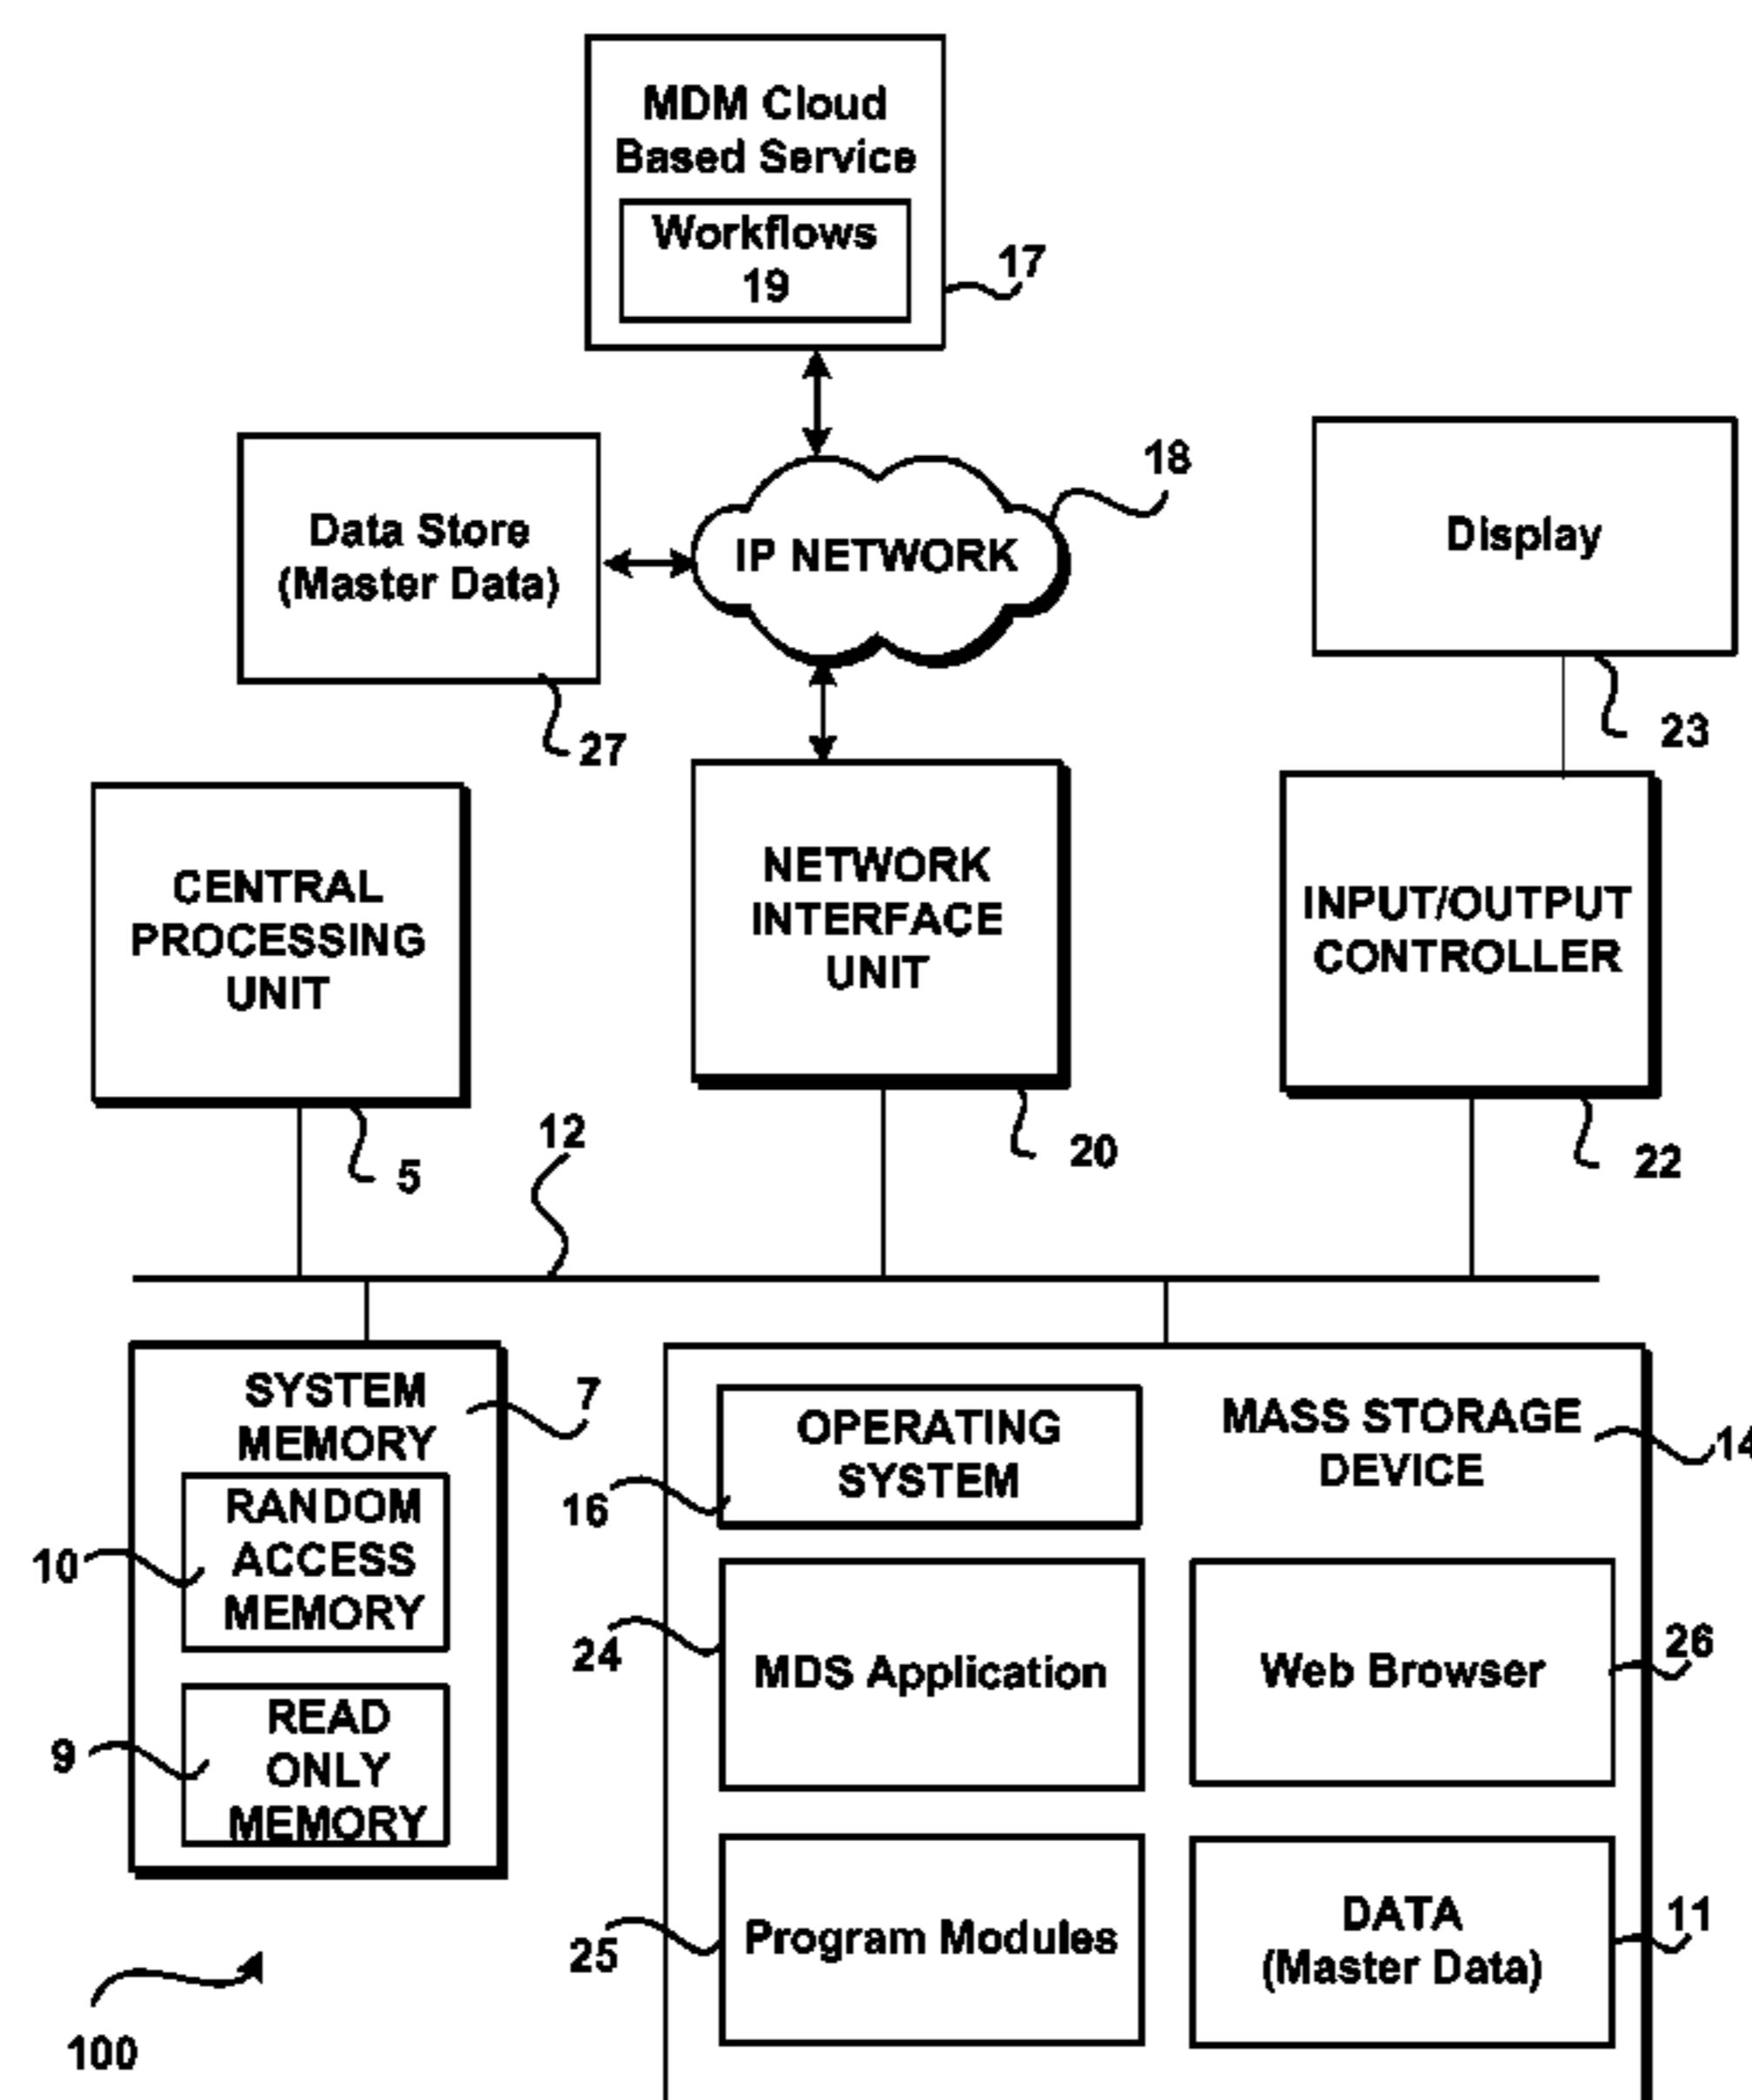 MDM Cloud
Based Service
Workflows
19
17
18
Data Store
(Master Data)
IP NETWORK
Display
27
23
CENTRAL
PROCESSING
UNIT
NETWORK
INTERFACE
UNIT
INPUT/OUTPUT
CONTROLLER
5
12
20
22
SYSTEM
MEMORY
7
RANDOM
ACCESS
MEMORY
10
READ
ONLY
MEMORY
9
OPERATING
SYSTEM
16
MASS STORAGE
DEVICE
14
24
MDS Application
Web Browser
26
25
Program Modules
DATA
(Master Data)
11
100